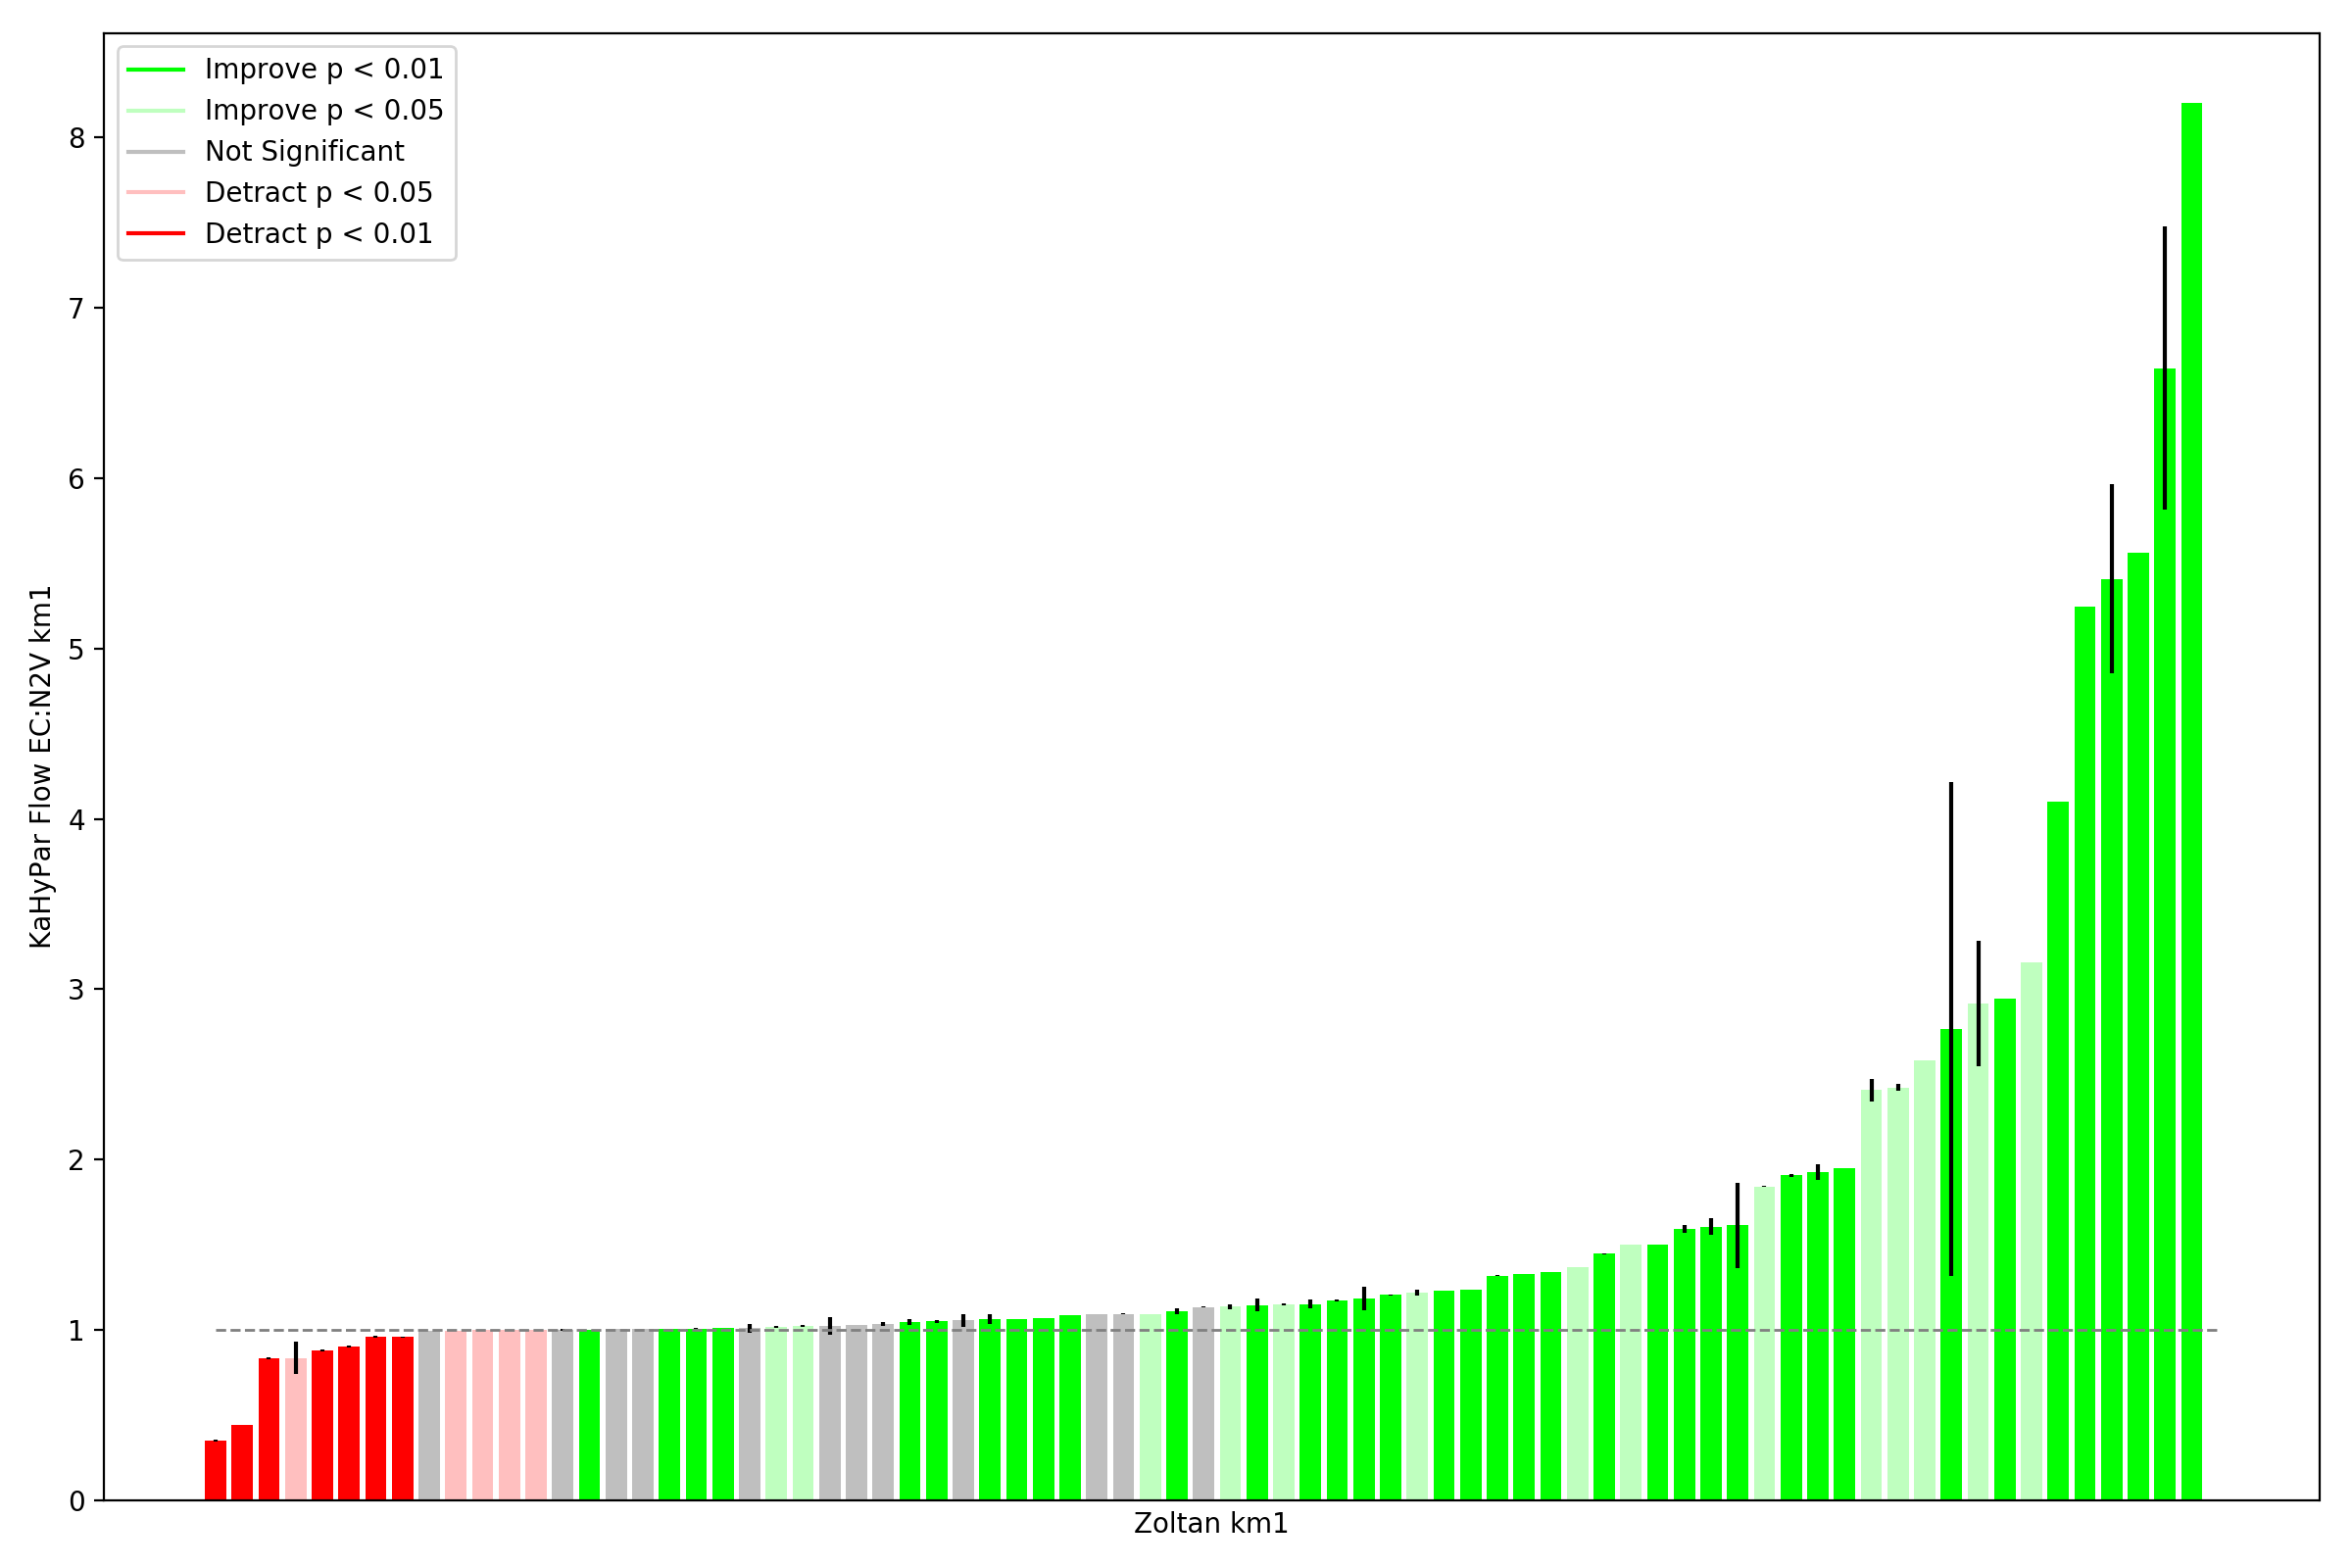 Improve p < 0.01
Improve p < 0.05
Not Significant
Detract p < 0.05
Detract p < 0.01
8
7
6
5
4
3
2
1
0
KaHyPar Flow EC:N2V km1
Zoltan km1